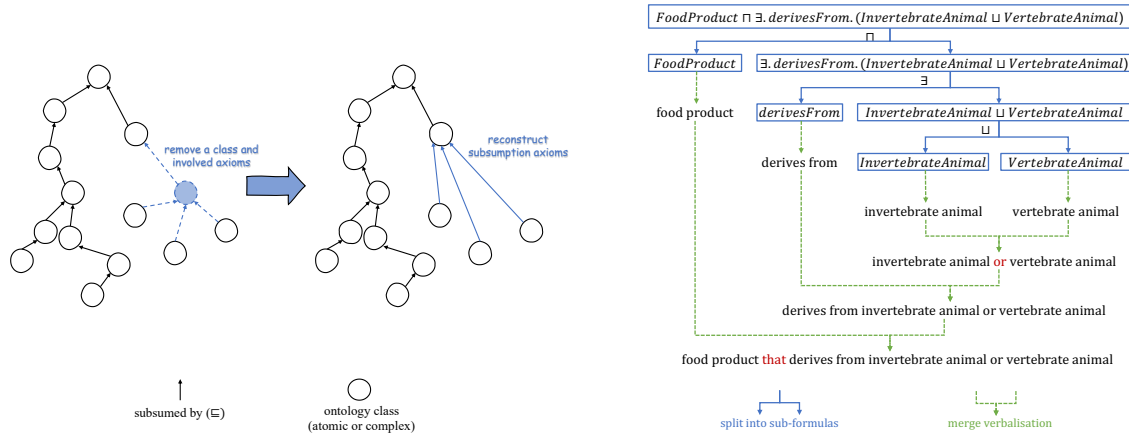 remove a class and
involved axioms
reconstruct
subsumption axioms
subsumed by (⊑)
ontology class
(atomic or complex)
FoodProduct ⊓ ∃. derivesFrom. (InvertebrateAnimal ⊔ VertebrateAnimal)
⊓
FoodProduct
∃. derivesFrom. (InvertebrateAnimal ⊔ VertebrateAnimal)
∃
food product
derivesFrom
InvertebrateAnimal ⊔ VertebrateAnimal
⊔
derives from
InvertebrateAnimal
VertebrateAnimal
invertebrate animal
vertebrate animal
invertebrate animal or vertebrate animal
derives from invertebrate animal or vertebrate animal
food product that derives from invertebrate animal or vertebrate animal
split into sub-formulas
merge verbalisation